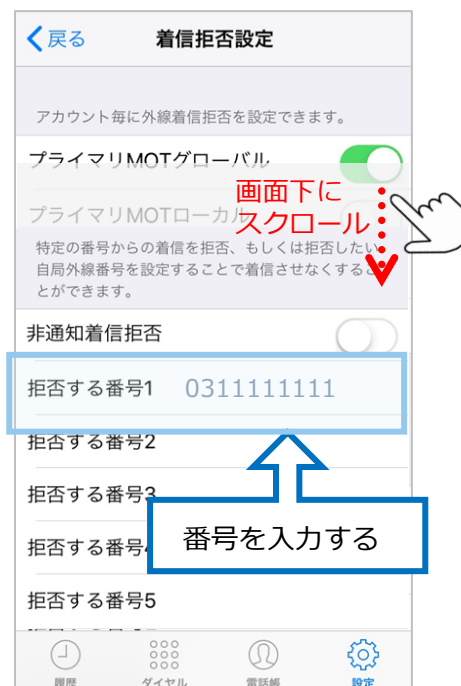 戻る 着信拒否設定
アカウント毎に外線着信拒否を設定できます。
プライマリMOTグローバル
画面下に
プライマリMOTローカル
スクロール
特定の番号からの着信を拒否、もしくは拒否したい
自局外線番号を設定することで着信させなくするこ
とができます。
非通知着信拒否
拒否する番号1 0311111111
拒否する番号2
拒否する番号3
番号を入力する
拒否する番号
拒否する番号5
履歴 ダイヤル 電話帳 設定